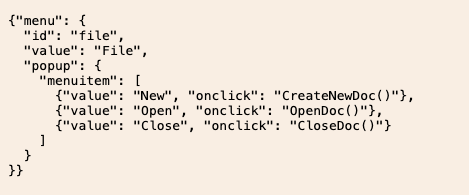 {"menu": {
  "id": "file",
  "value": "File",
  "popup": {
    "menuitem": [
      {"value": "New", "onclick": "CreateNewDoc()"},
      {"value": "Open", "onclick": "OpenDoc()"},
      {"value": "Close", "onclick": "CloseDoc()"}
    ]
  }
}}